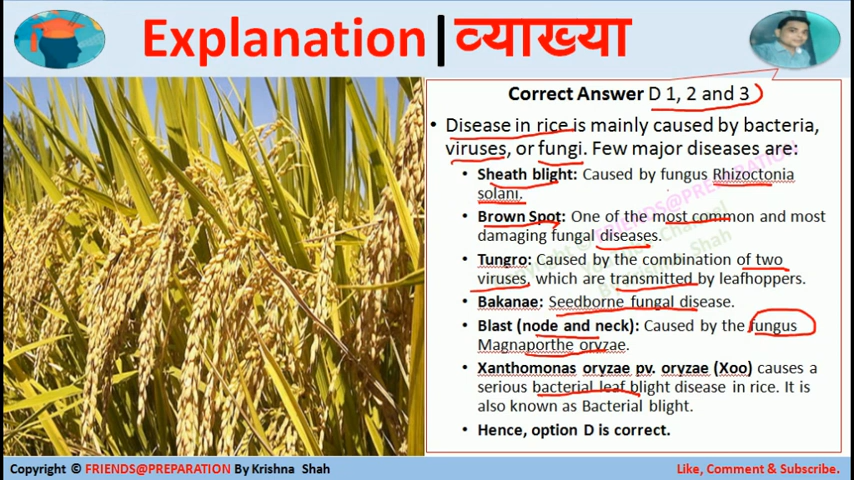 Explanation|व्याख्या
Correct Answer D 1, 2 and 3
• Disease in rice is mainly caused by bacteria,
viruses, or fungi. Few major diseases are:
• Sheath blight: Caused by fungus Rhizoctonia
solani.
• Brown Spot: One of the most common and most
damaging fungal diseases.
• Tungro: Caused by the combination of two
viruses, which are transmitted by leafhoppers.
• Bakanae: Seedborne fungal disease.
• Blast (node and neck): Caused by the fungus
Magnaporthe oryzae.
• Xanthomonas oryzae pv. oryzae (Xoo) causes a
serious bacterial leaf blight disease in rice. It is
also known as Bacterial blight.
• Hence, option D is correct.
FRIENDS@PREPARATION
Shah
Copyright © FRIENDS@PREPARATION By Krishna Shah
Like, Comment & Subscribe.